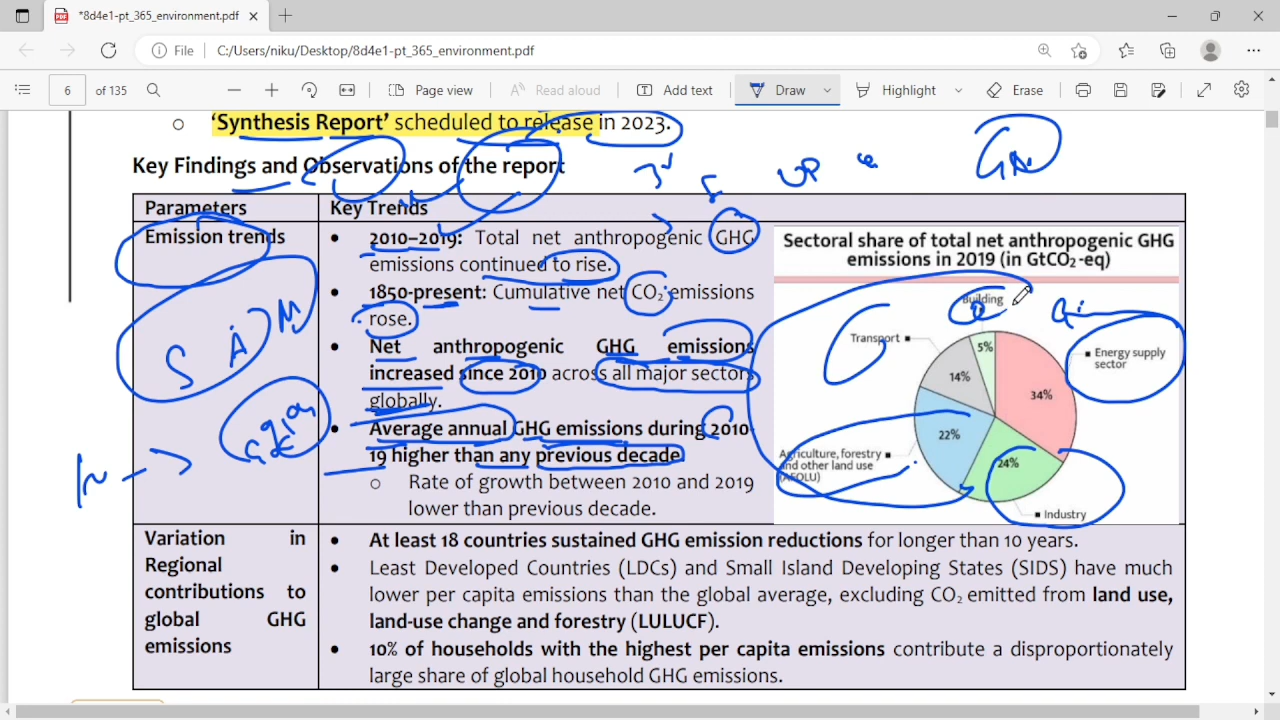 *8d4e1-pt_365_environment.pdf
File C:/Users/niku/Desktop/8d4e1-pt_365_environment.pdf
6 of 135 Page view Read aloud Add text Draw Highlight Erase
o 'Synthesis Report' scheduled to release in 2023.
Key Findings and Observations of the report
Parameters Key Trends
Emission trends
• 2010–2019: Total net anthropogenic GHG
emissions continued to rise.
• 1850-present: Cumulative net CO₂ emissions
rose.
• Net anthropogenic GHG emissions
increased since 2010 across all major sectors
globally.
• Average annual GHG emissions during 2010-
19 higher than any previous decade.
o Rate of growth between 2010 and 2019
lower than previous decade.
Sectoral share of total net anthropogenic GHG
emissions in 2019 (in GtCO₂-eq)
Building
Transport
Energy supply
sector
5%
14%
34%
22%
24%
Agriculture, forestry
and other land use
(AFOLU)
Industry
Variation in
Regional
contributions to
global GHG
emissions
• At least 18 countries sustained GHG emission reductions for longer than 10 years.
• Least Developed Countries (LDCs) and Small Island Developing States (SIDS) have much
lower per capita emissions than the global average, excluding CO₂ emitted from land use,
land-use change and forestry (LULUCF).
• 10% of households with the highest per capita emissions contribute a disproportionately
large share of global household GHG emissions.
S A M